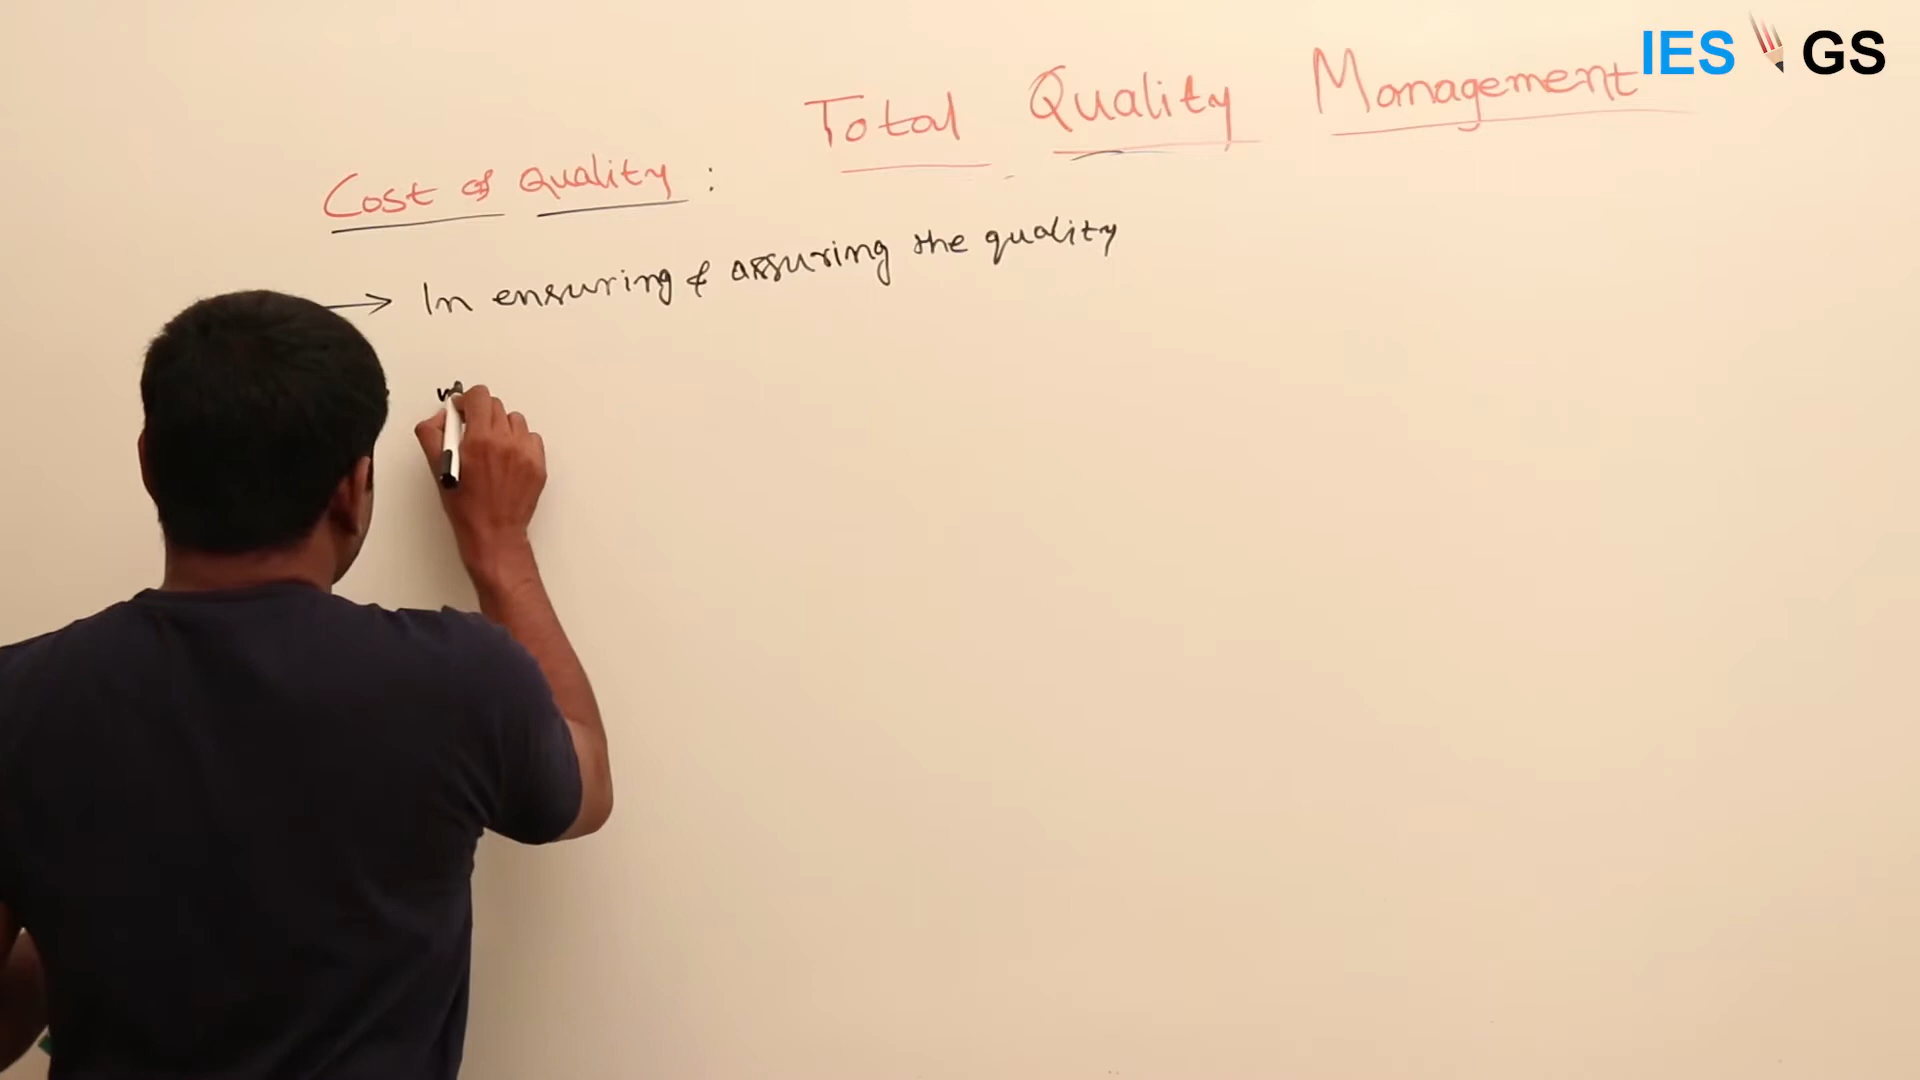 IES GS
Total Quality Management
Cost of Quality :
→ In ensuring & assuring the quality